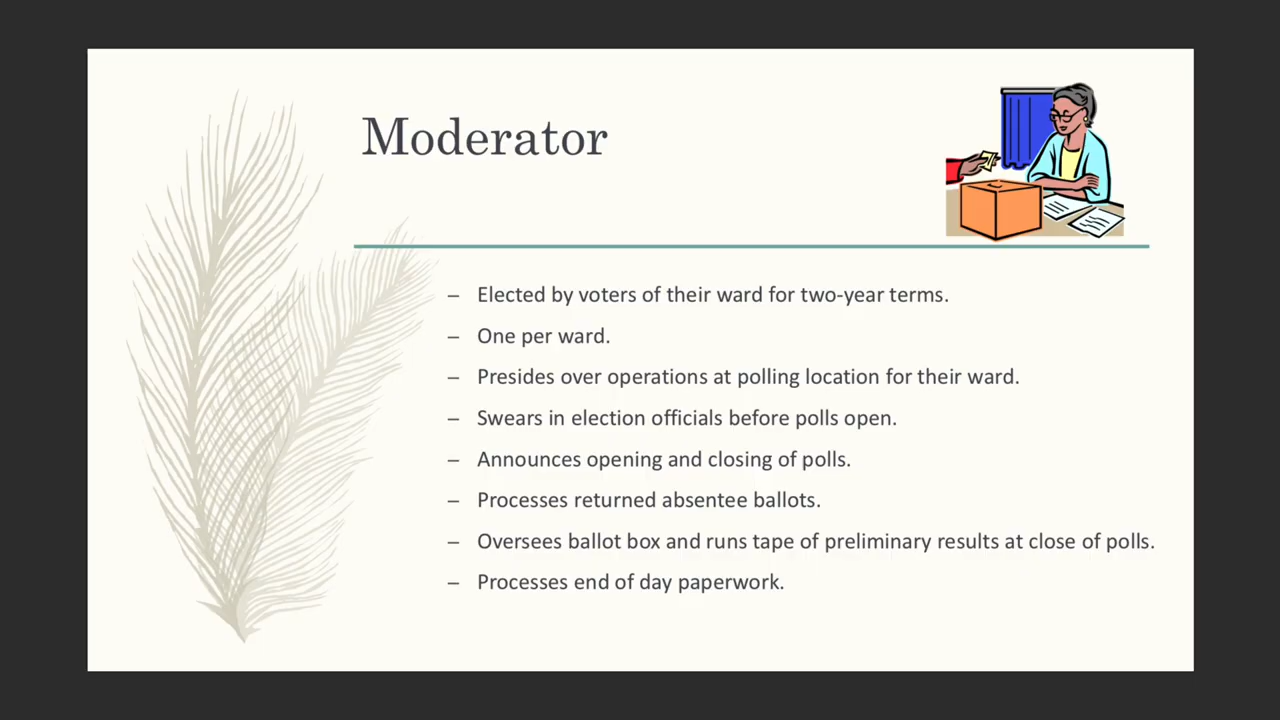 Moderator
– Elected by voters of their ward for two-year terms.
– One per ward.
– Presides over operations at polling location for their ward.
– Swears in election officials before polls open.
– Announces opening and closing of polls.
– Processes returned absentee ballots.
– Oversees ballot box and runs tape of preliminary results at close of polls.
– Processes end of day paperwork.